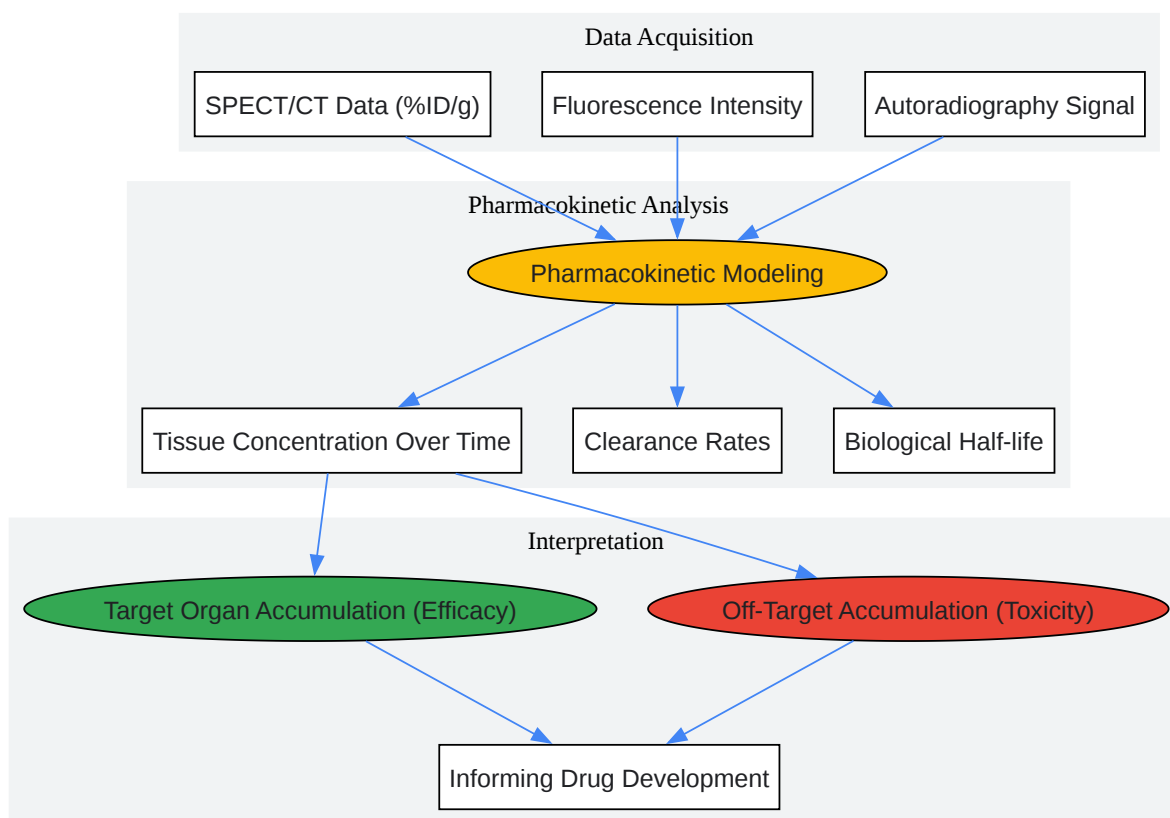 Data Acquisition
SPECT/CT Data (%ID/g)
Fluorescence Intensity
Autoradiography Signal
Pharmacokinetic Analysis
Pharmacokinetic Modeling
Tissue Concentration Over Time
Clearance Rates
Biological Half-life
Interpretation
Target Organ Accumulation (Efficacy)
Off-Target Accumulation (Toxicity)
Informing Drug Development